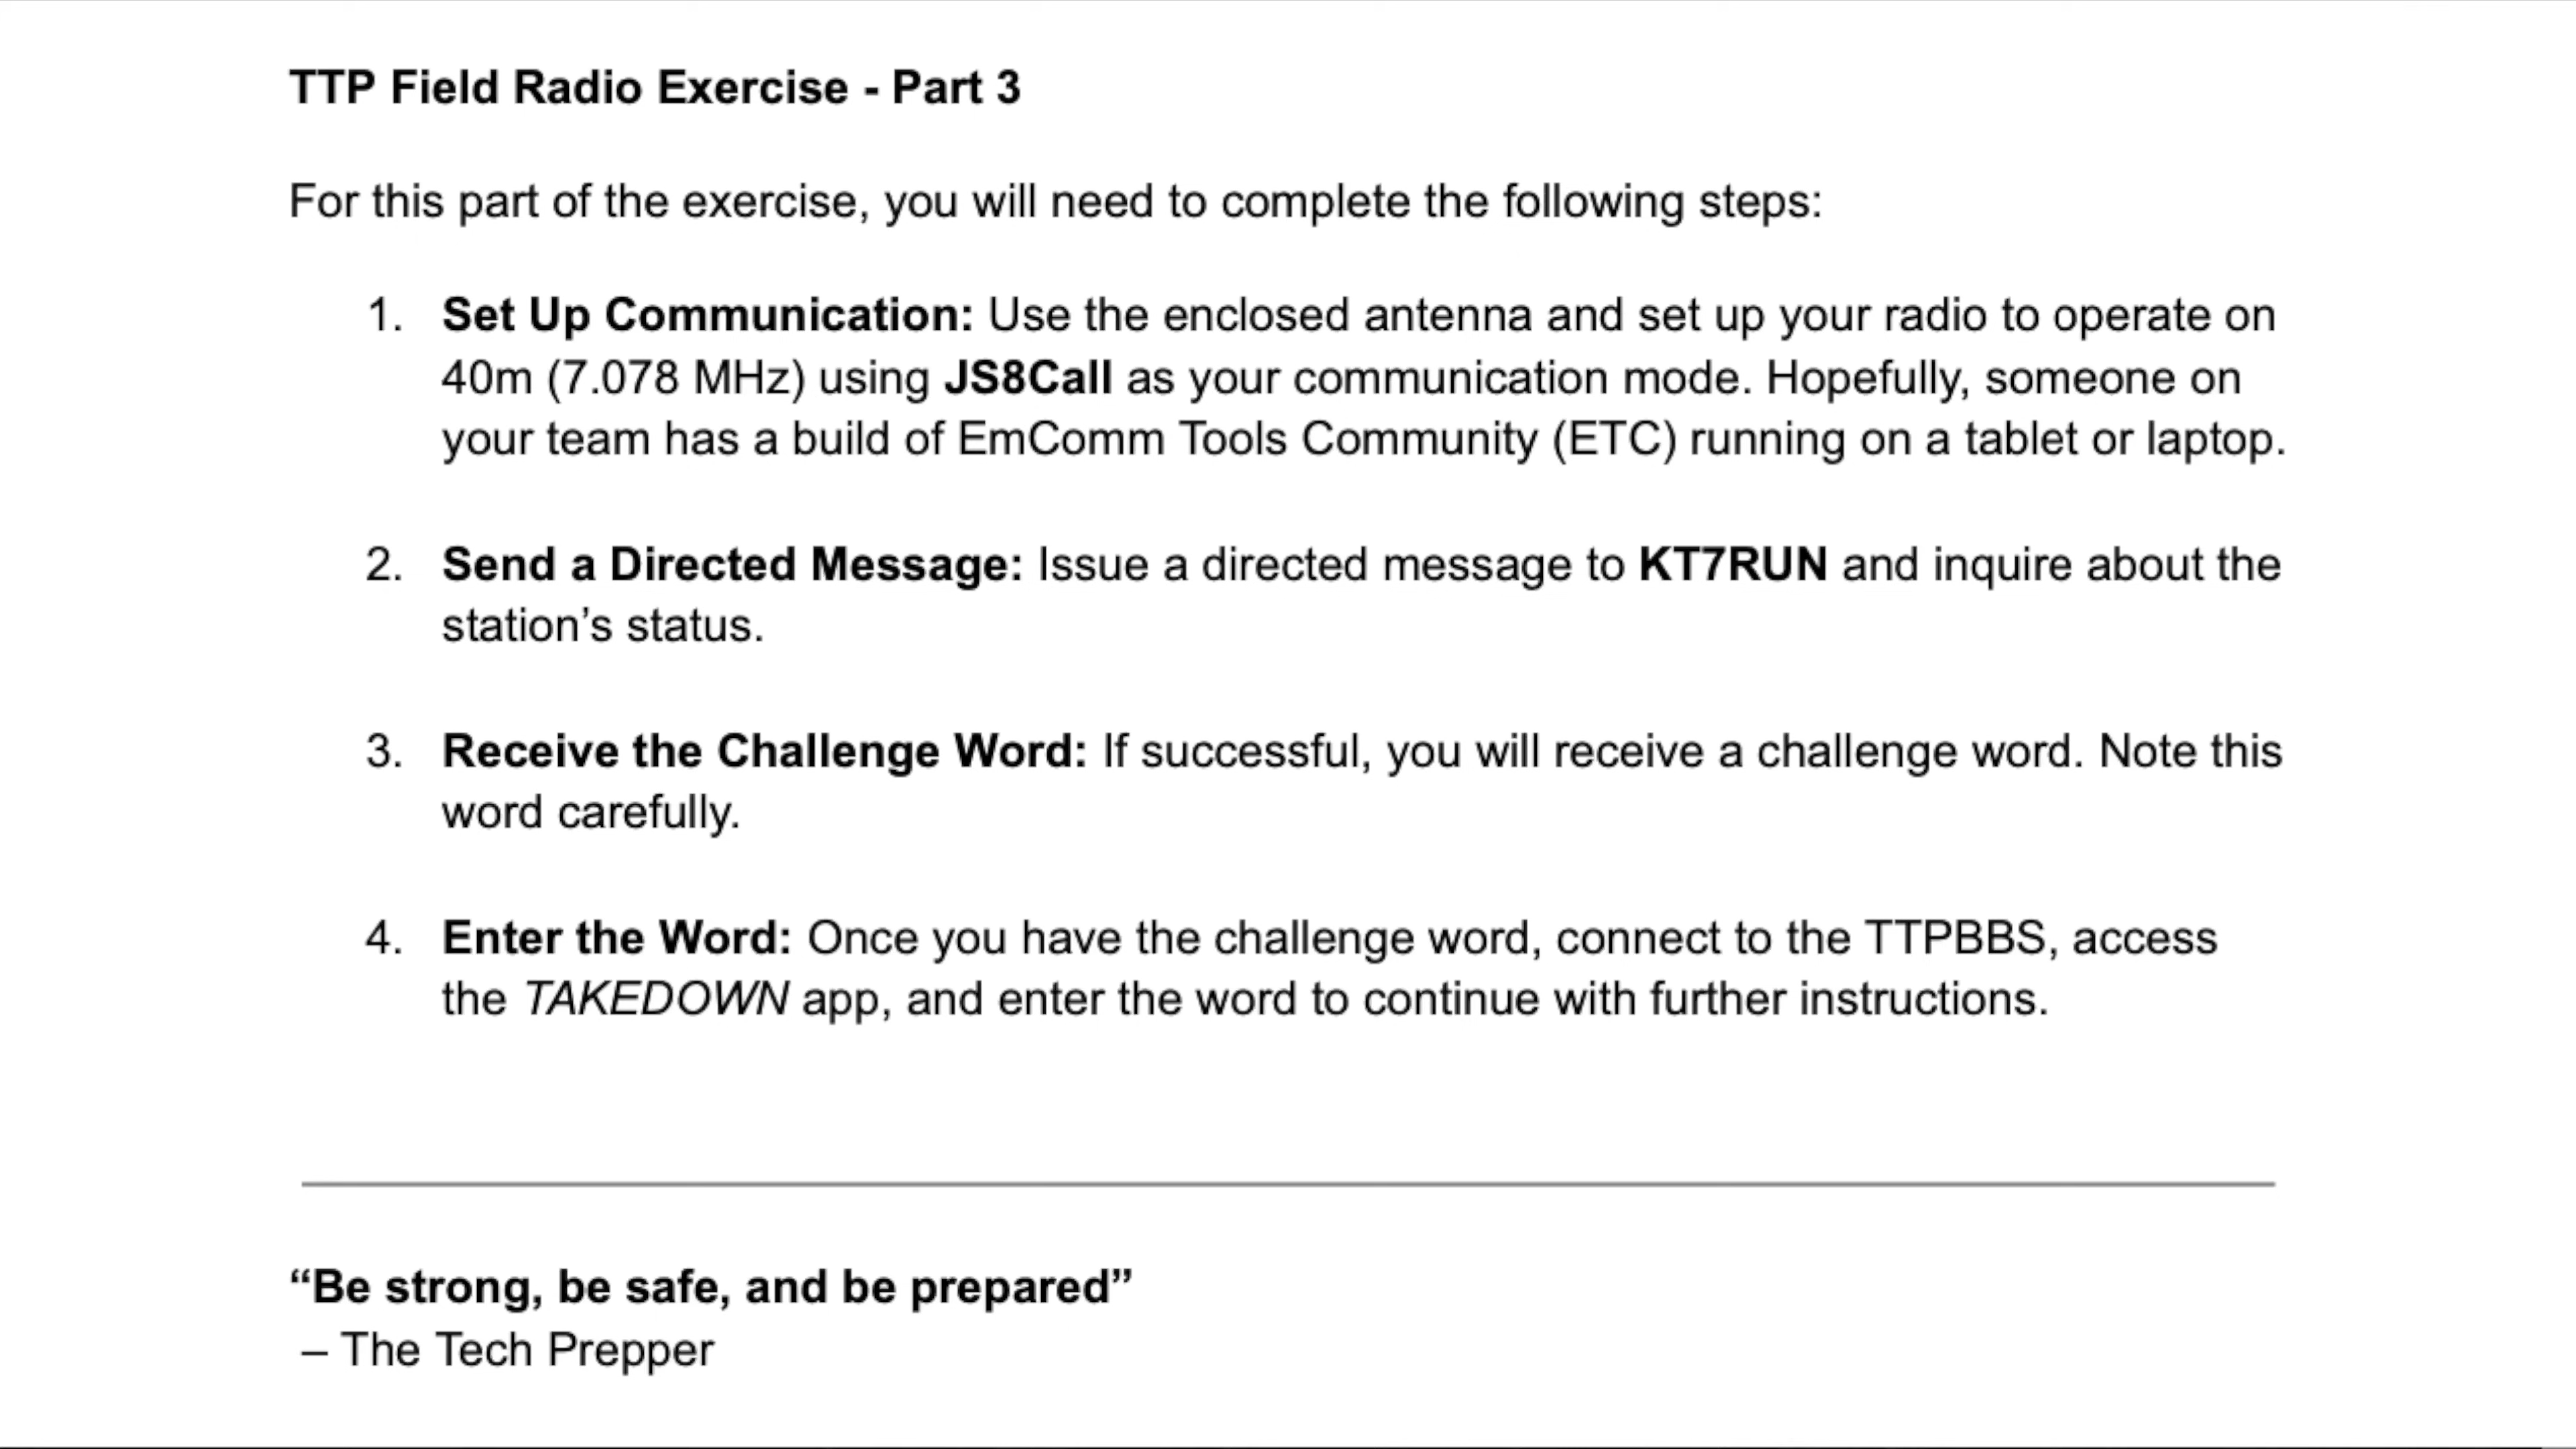 TTP Field Radio Exercise - Part 3
For this part of the exercise, you will need to complete the following steps:
1. Set Up Communication: Use the enclosed antenna and set up your radio to operate on
40m (7.078 MHz) using JS8Call as your communication mode. Hopefully, someone on
your team has a build of EmComm Tools Community (ETC) running on a tablet or laptop.
2. Send a Directed Message: Issue a directed message to KT7RUN and inquire about the
station’s status.
3. Receive the Challenge Word: If successful, you will receive a challenge word. Note this
word carefully.
4. Enter the Word: Once you have the challenge word, connect to the TTPBBS, access
the TAKEDOWN app, and enter the word to continue with further instructions.
“Be strong, be safe, and be prepared”
– The Tech Prepper